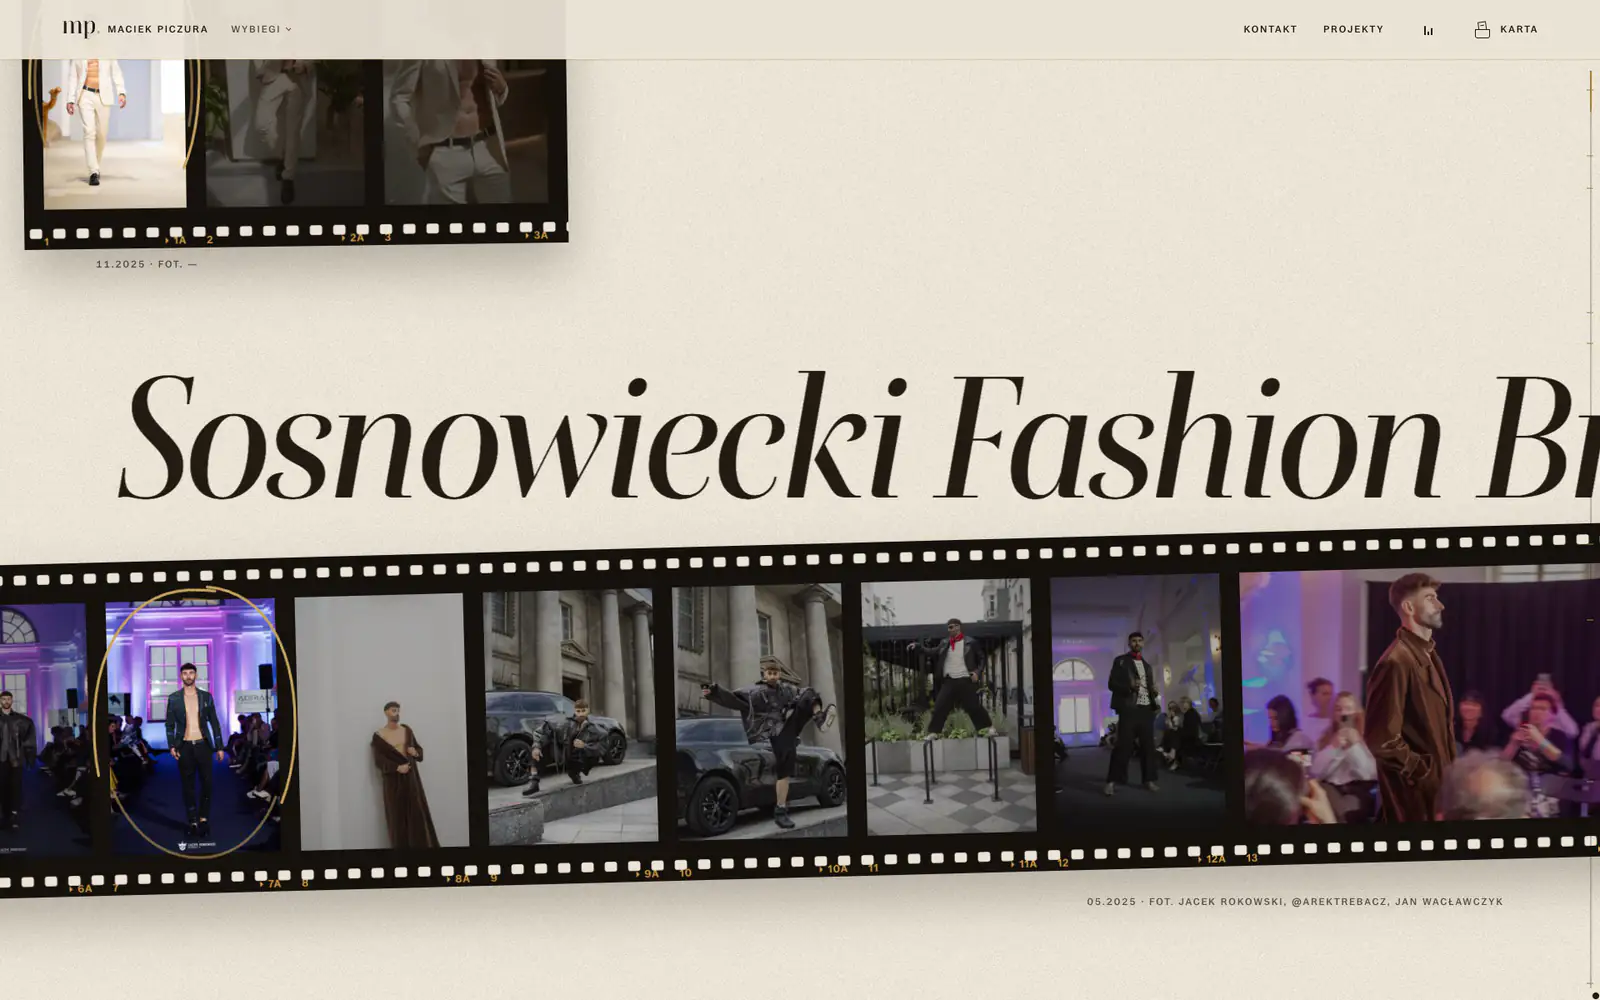 mp. MACIEK PICZURA WYBIEGI KONTAKT PROJEKTY KARTA
1 1A 2 2A 3 3A
11.2025 · FOT. —
Sosnowiecki Fashion Br
6A 7 7A 8 8A 9 9A 10 10A 11 11A 12 12A 13
05.2025 · FOT. JACEK ROKOWSKI, @AREKTREBACZ, JAN WACŁAWCZYK